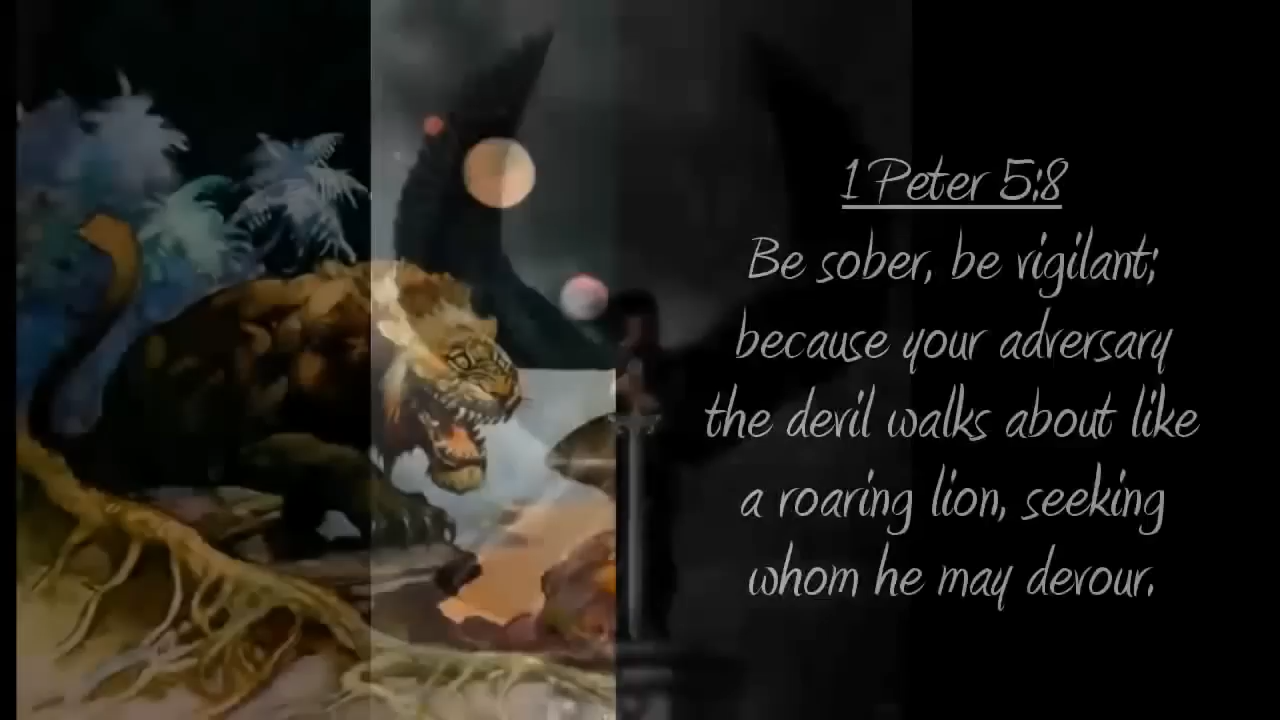 1 Peter 5:8
Be sober, be vigilant;
because your adversary
the devil walks about like
a roaring lion, seeking
whom he may devour.